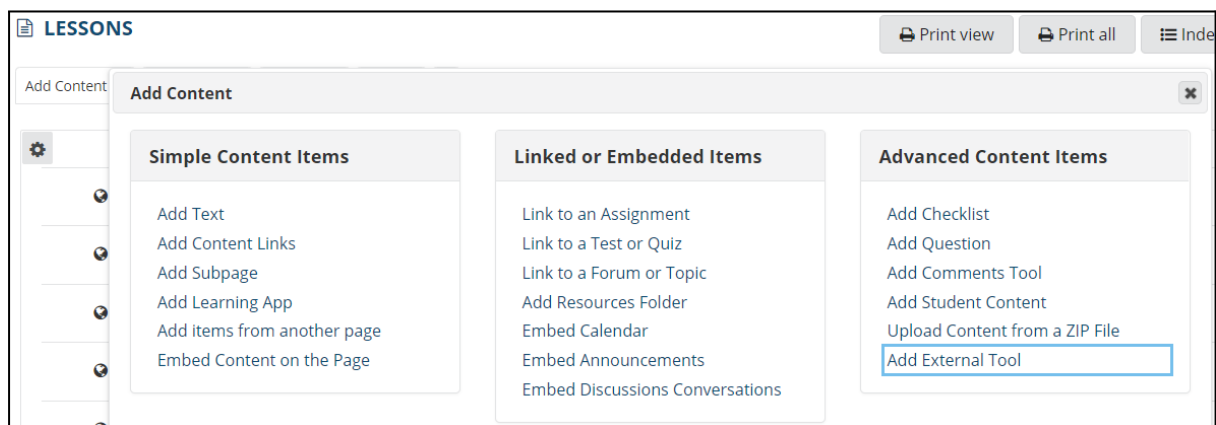 LESSONS
Print view
Print all
Inde
Add Content
Add Content
Simple Content Items
Add Text
Add Content Links
Add Subpage
Add Learning App
Add items from another page
Embed Content on the Page
Linked or Embedded Items
Link to an Assignment
Link to a Test or Quiz
Link to a Forum or Topic
Add Resources Folder
Embed Calendar
Embed Announcements
Embed Discussions Conversations
Advanced Content Items
Add Checklist
Add Question
Add Comments Tool
Add Student Content
Upload Content from a ZIP File
Add External Tool